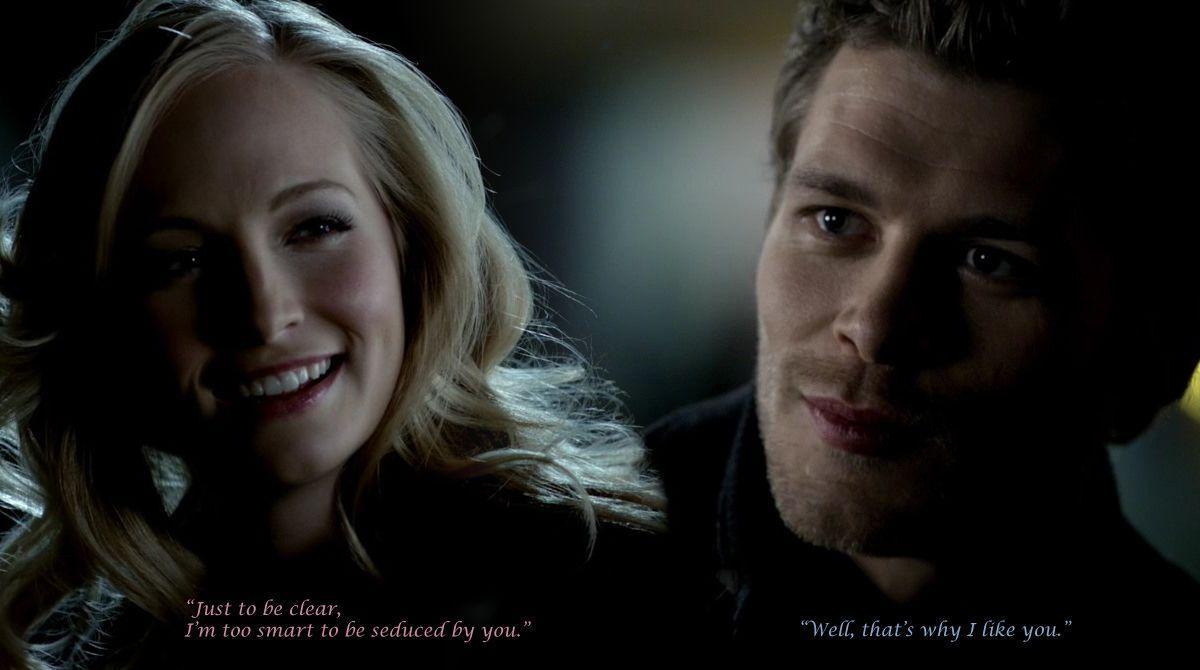 “Just to be clear,
I'm too smart to be seduced by you.”
“Well, that's why I like you.”